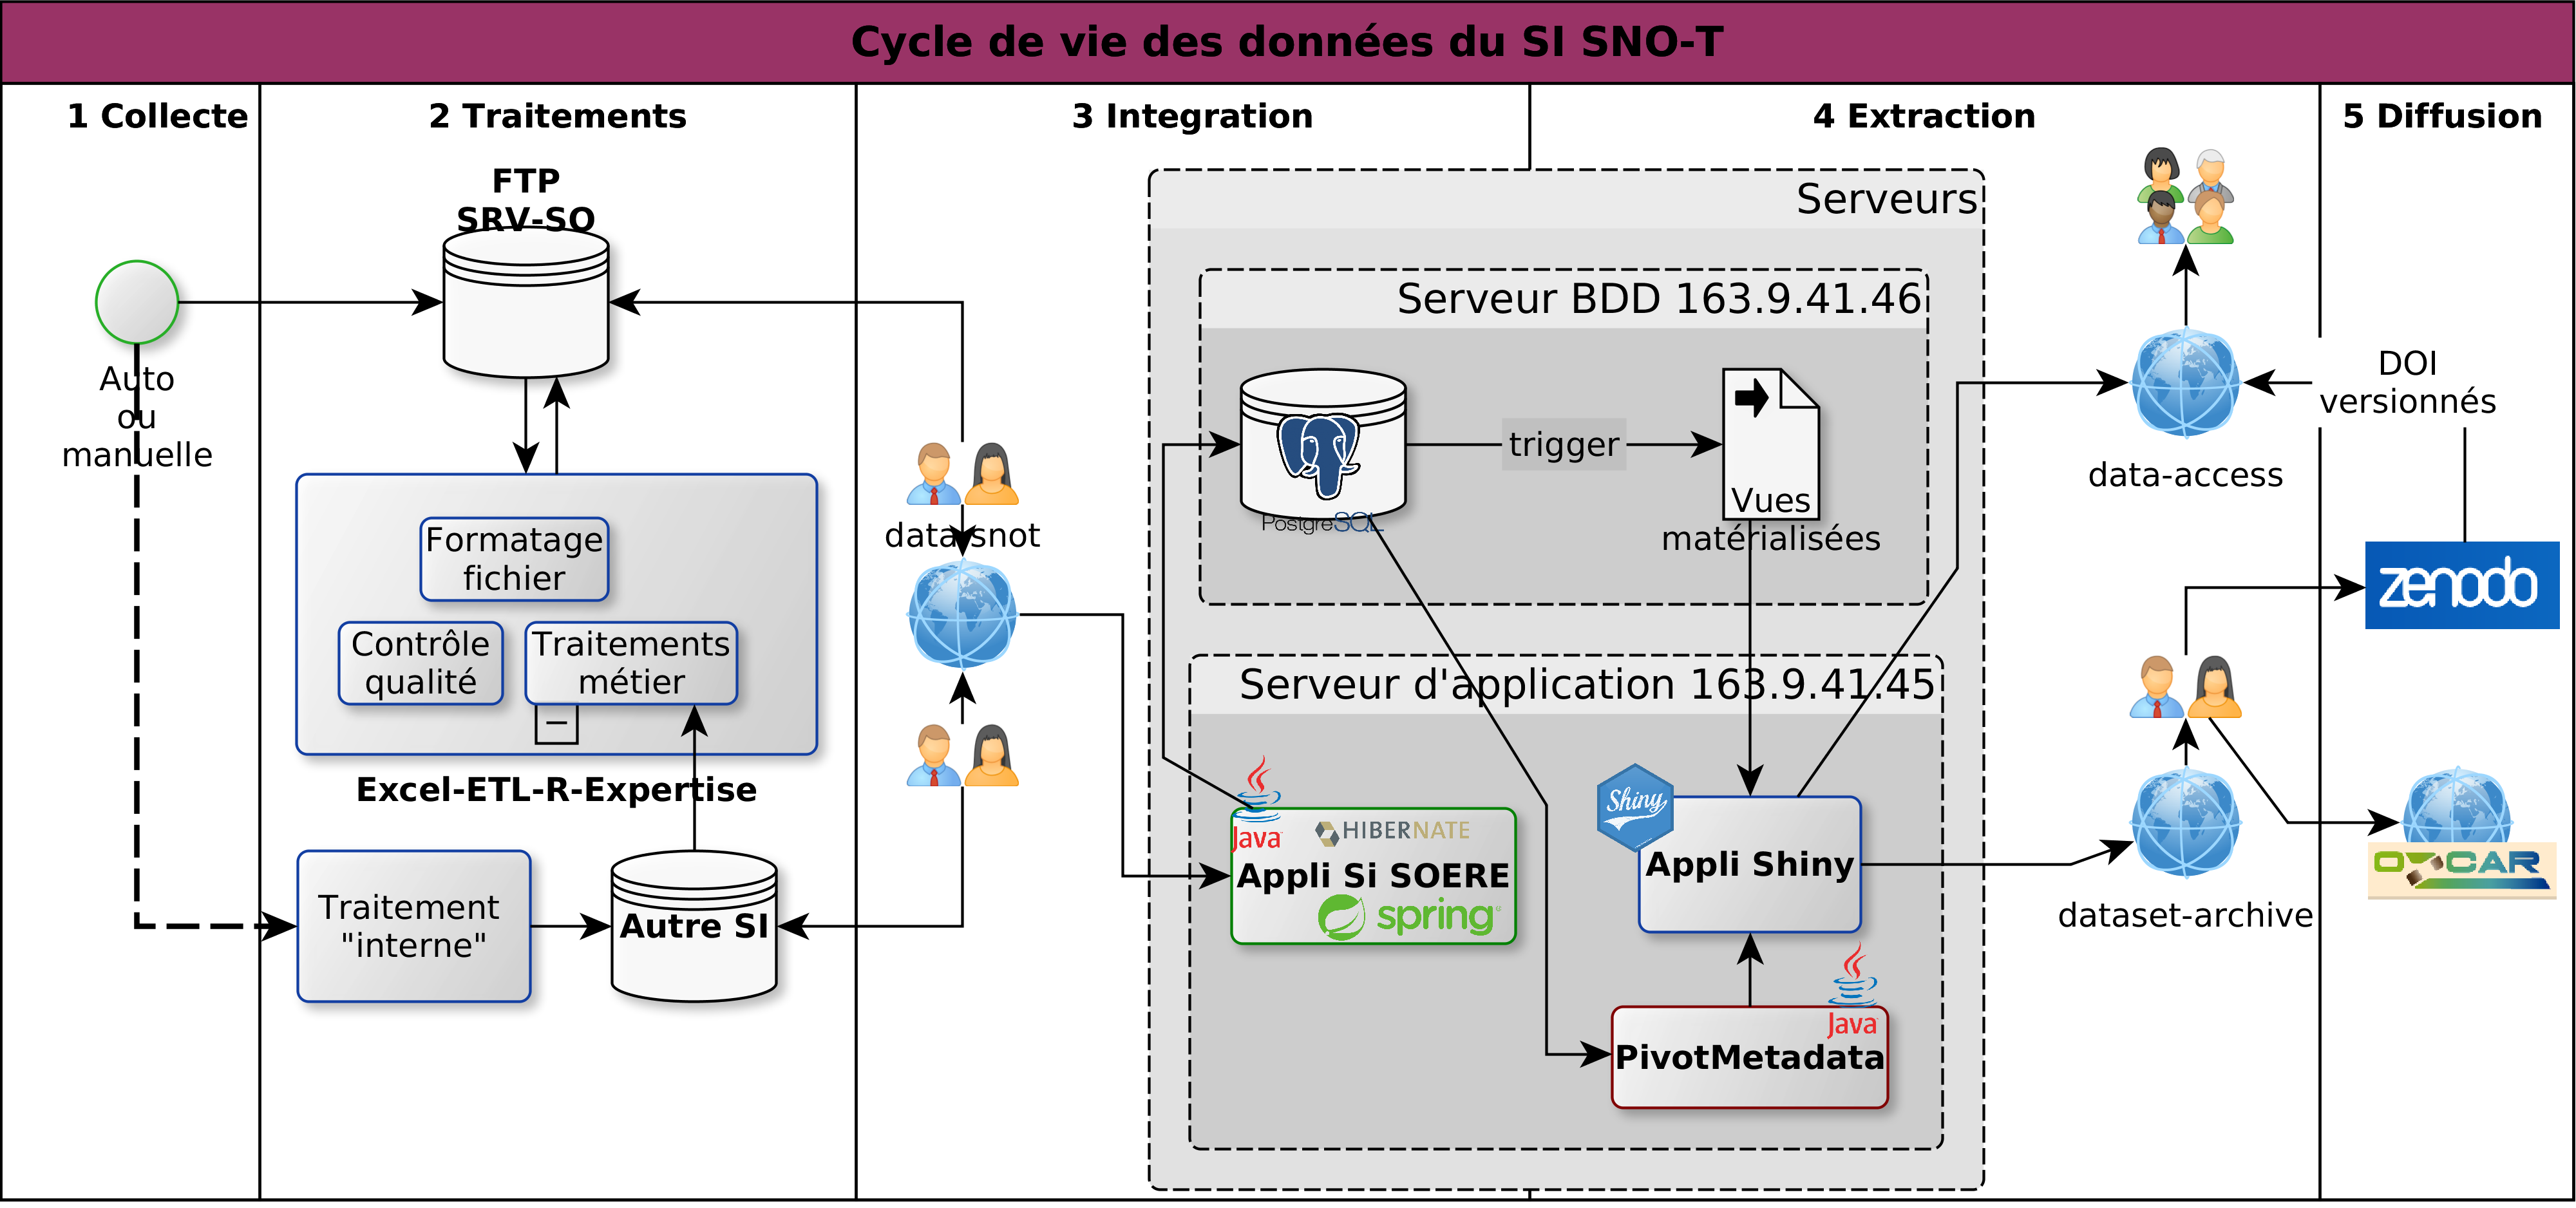 Cycle de vie des données du SI SNO-T
1 Collecte
2 Traitements
3 Integration
4 Extraction
5 Diffusion
FTP
SRV-SO
Auto
ou
manuelle
Formatage
fichier
Contrôle
qualité
Traitements
métier
Excel-ETL-R-Expertise
Traitement
"interne"
Autre SI
data-snot
Serveurs
Serveur BDD 163.9.41.46
PostgreSQL
trigger
Vues
matérialisées
Serveur d'application 163.9.41.45
Java
HIBERNATE
Appli Si SOERE
spring
Shiny
Appli Shiny
Java
PivotMetadata
data-access
dataset-archive
DOI
versionnés
zenodo
OZCAR